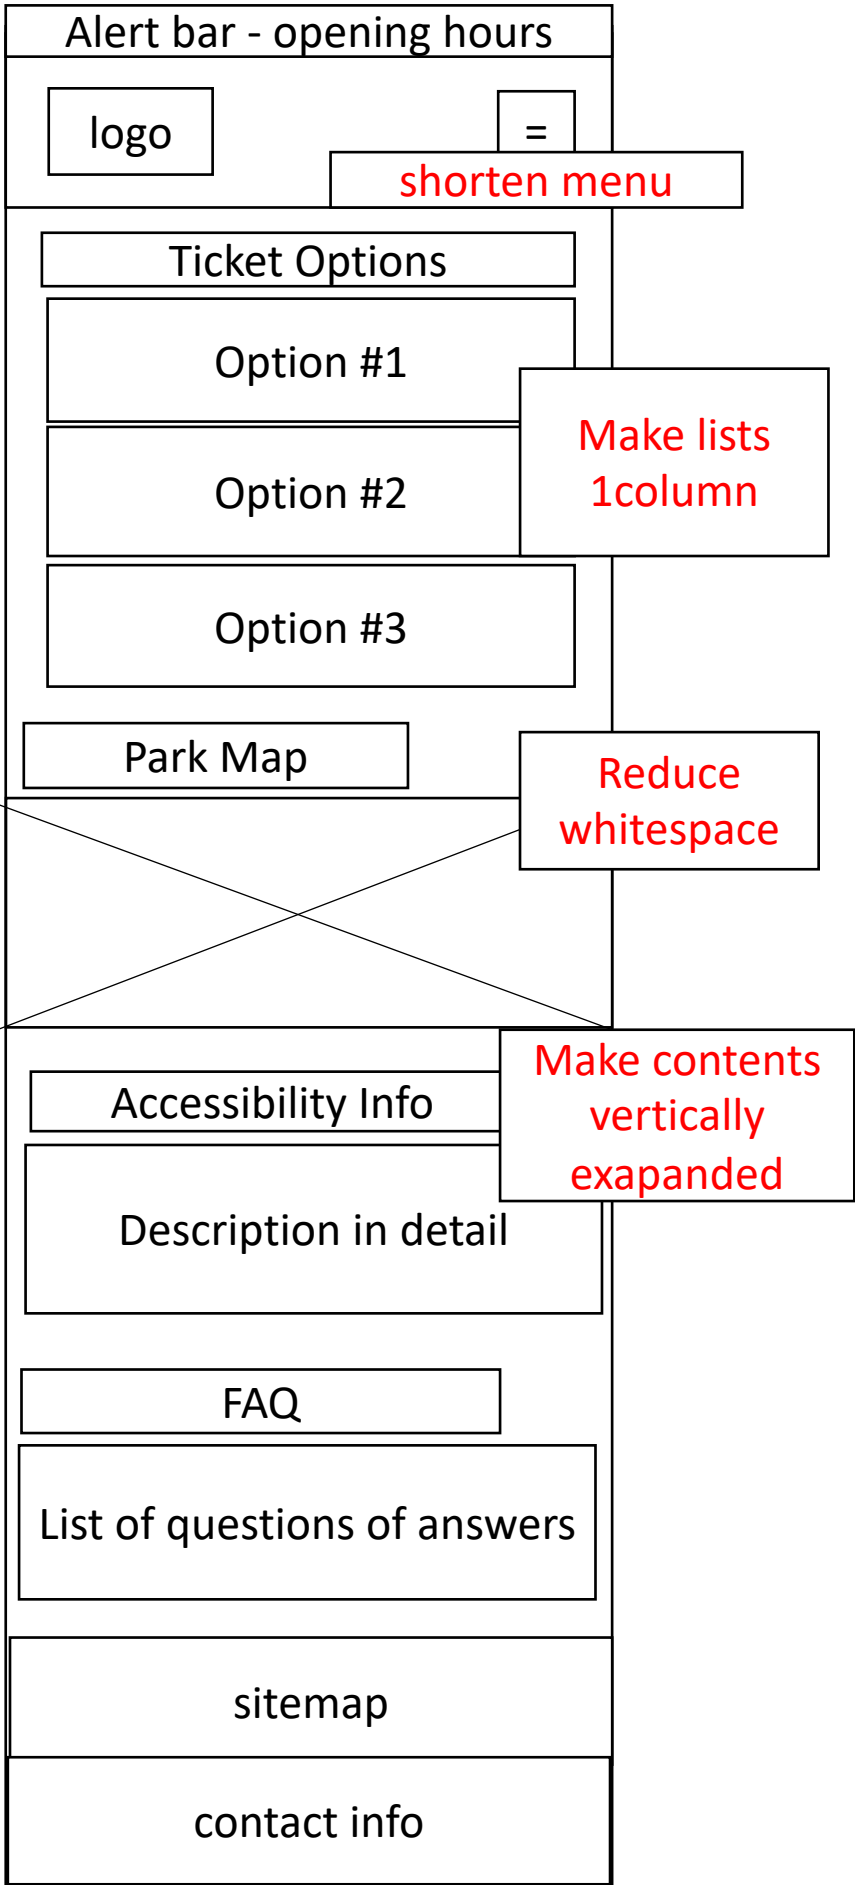 Alert bar - opening hours
logo
=
shorten menu
Ticket Options
Option #1
Make lists
1column
Option #2
Option #3
Park Map
Reduce
whitespace
Make contents
vertically
exapanded
Accessibility Info
Description in detail
FAQ
List of questions of answers
sitemap
contact info